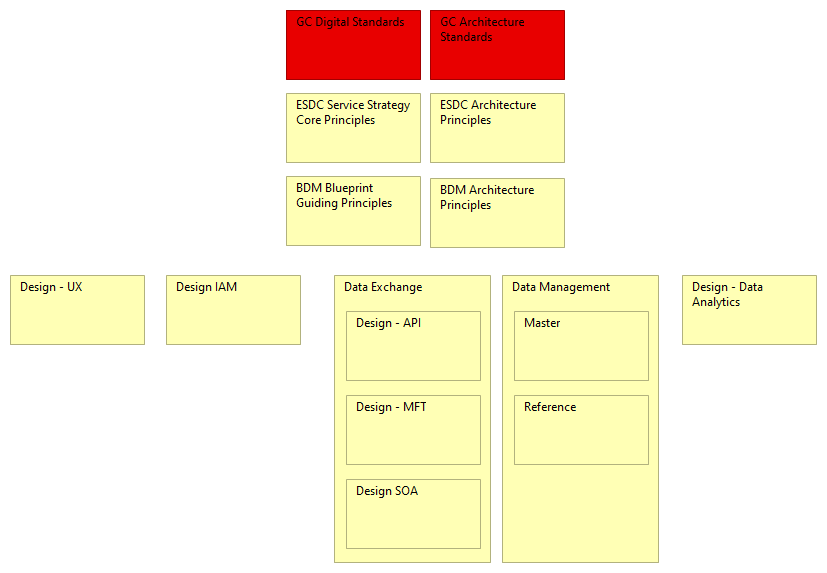 GC Digital Standards
GC Architecture
Standards
ESDC Service Strategy
Core Principles
ESDC Architecture
Principles
BDM Blueprint
Guiding Principles
BDM Architecture
Principles
Design - UX
Design IAM
Data Exchange
Design - API
Design - MFT
Design SOA
Data Management
Master
Reference
Design - Data
Analytics